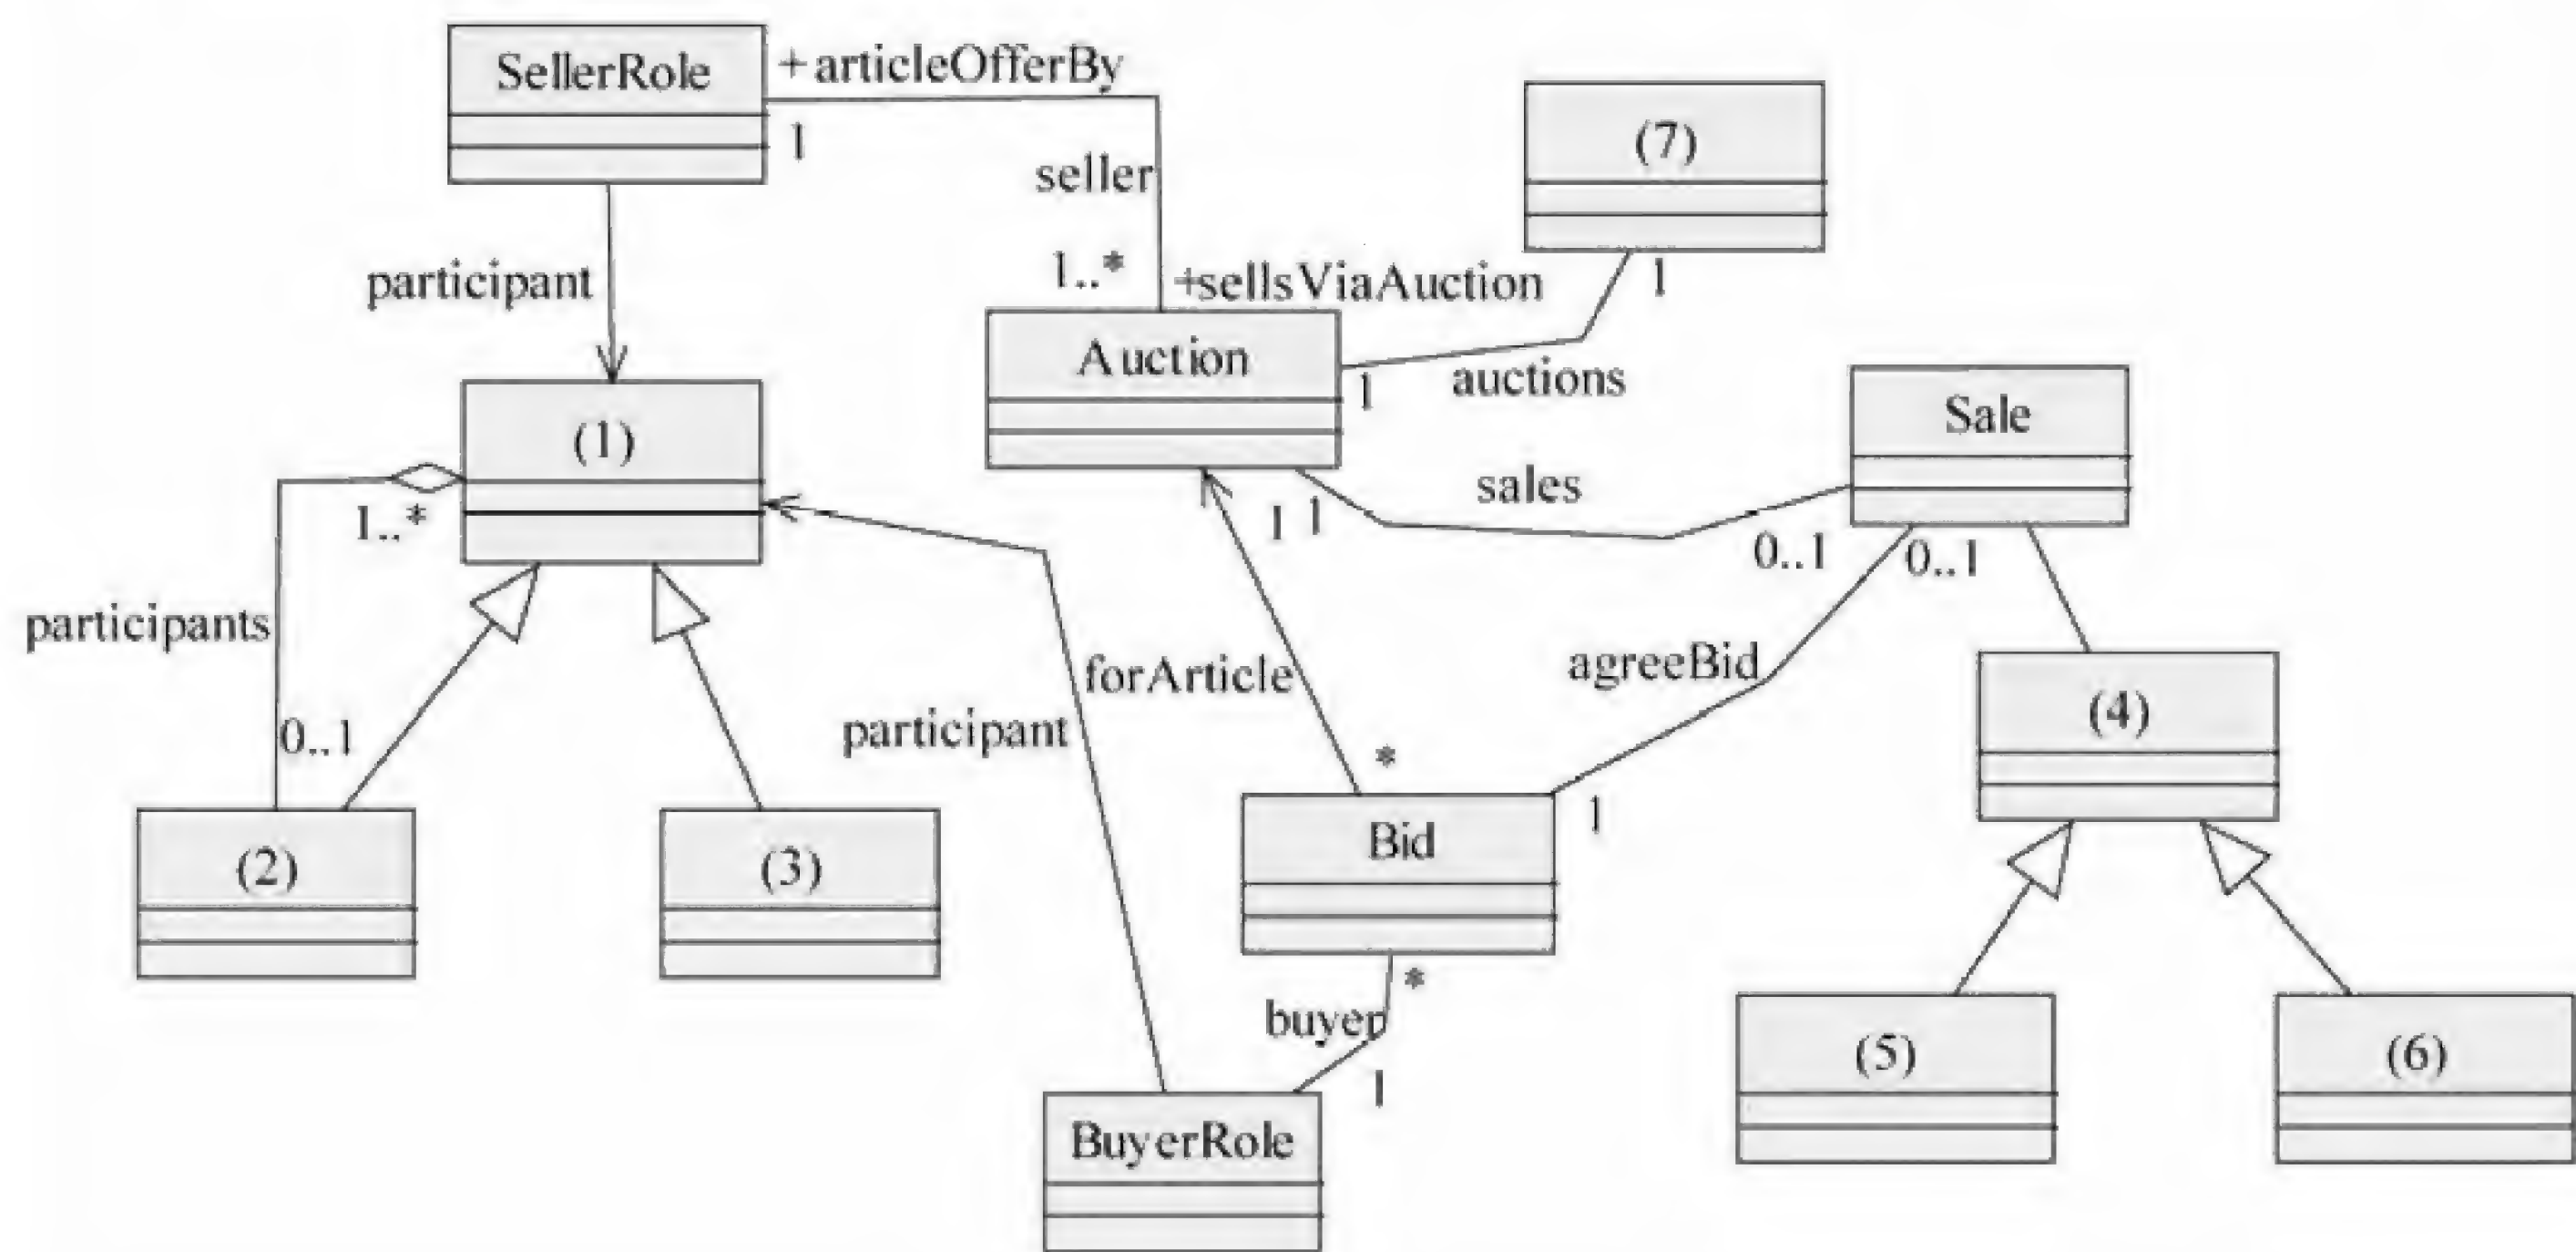 SellerRole
+articleOfferBy
1
seller
1..*
+sellsViaAuction
(7)
1
participant
Auction
1
auctions
Sale
(1)
1..*
sales
1 1
0..1
0..1
participants
0..1
forArticle
agreeBid
participant
(4)
*
1
Bid
(2)
(3)
*
buyer
1
(5)
(6)
BuyerRole